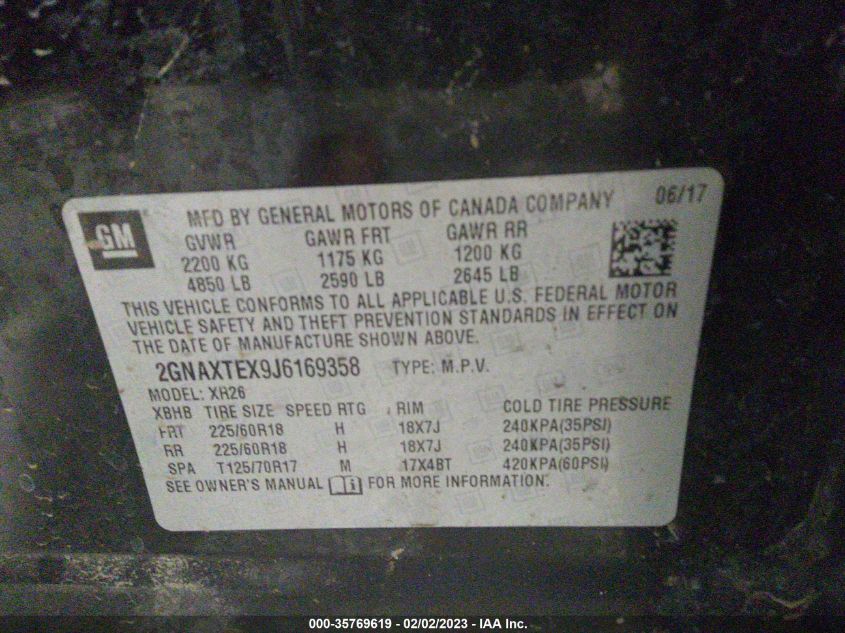 GM
MFD BY GENERAL MOTORS OF CANADA COMPANY 06/17
GVWR GAWR FRT GAWR RR
2200 KG 1175 KG 1200 KG
4850 LB 2590 LB 2645 LB
THIS VEHICLE CONFORMS TO ALL APPLICABLE U.S. FEDERAL MOTOR
VEHICLE SAFETY AND THEFT PREVENTION STANDARDS IN EFFECT ON
THE DATE OF MANUFACTURE SHOWN ABOVE.
2GNAXTEX9J6169358 TYPE: M.P.V.
MODEL: XR26
XBHB TIRE SIZE SPEED RTG RIM COLD TIRE PRESSURE
FRT 225/60R18 H 18X7J 240KPA(35PSI)
RR 225/60R18 H 18X7J 240KPA(35PSI)
SPA T125/70R17 M 17X4BT 420KPA(60PSI)
SEE OWNER'S MANUAL FOR MORE INFORMATION.
000-35769619 - 02/02/2023 - IAA Inc.